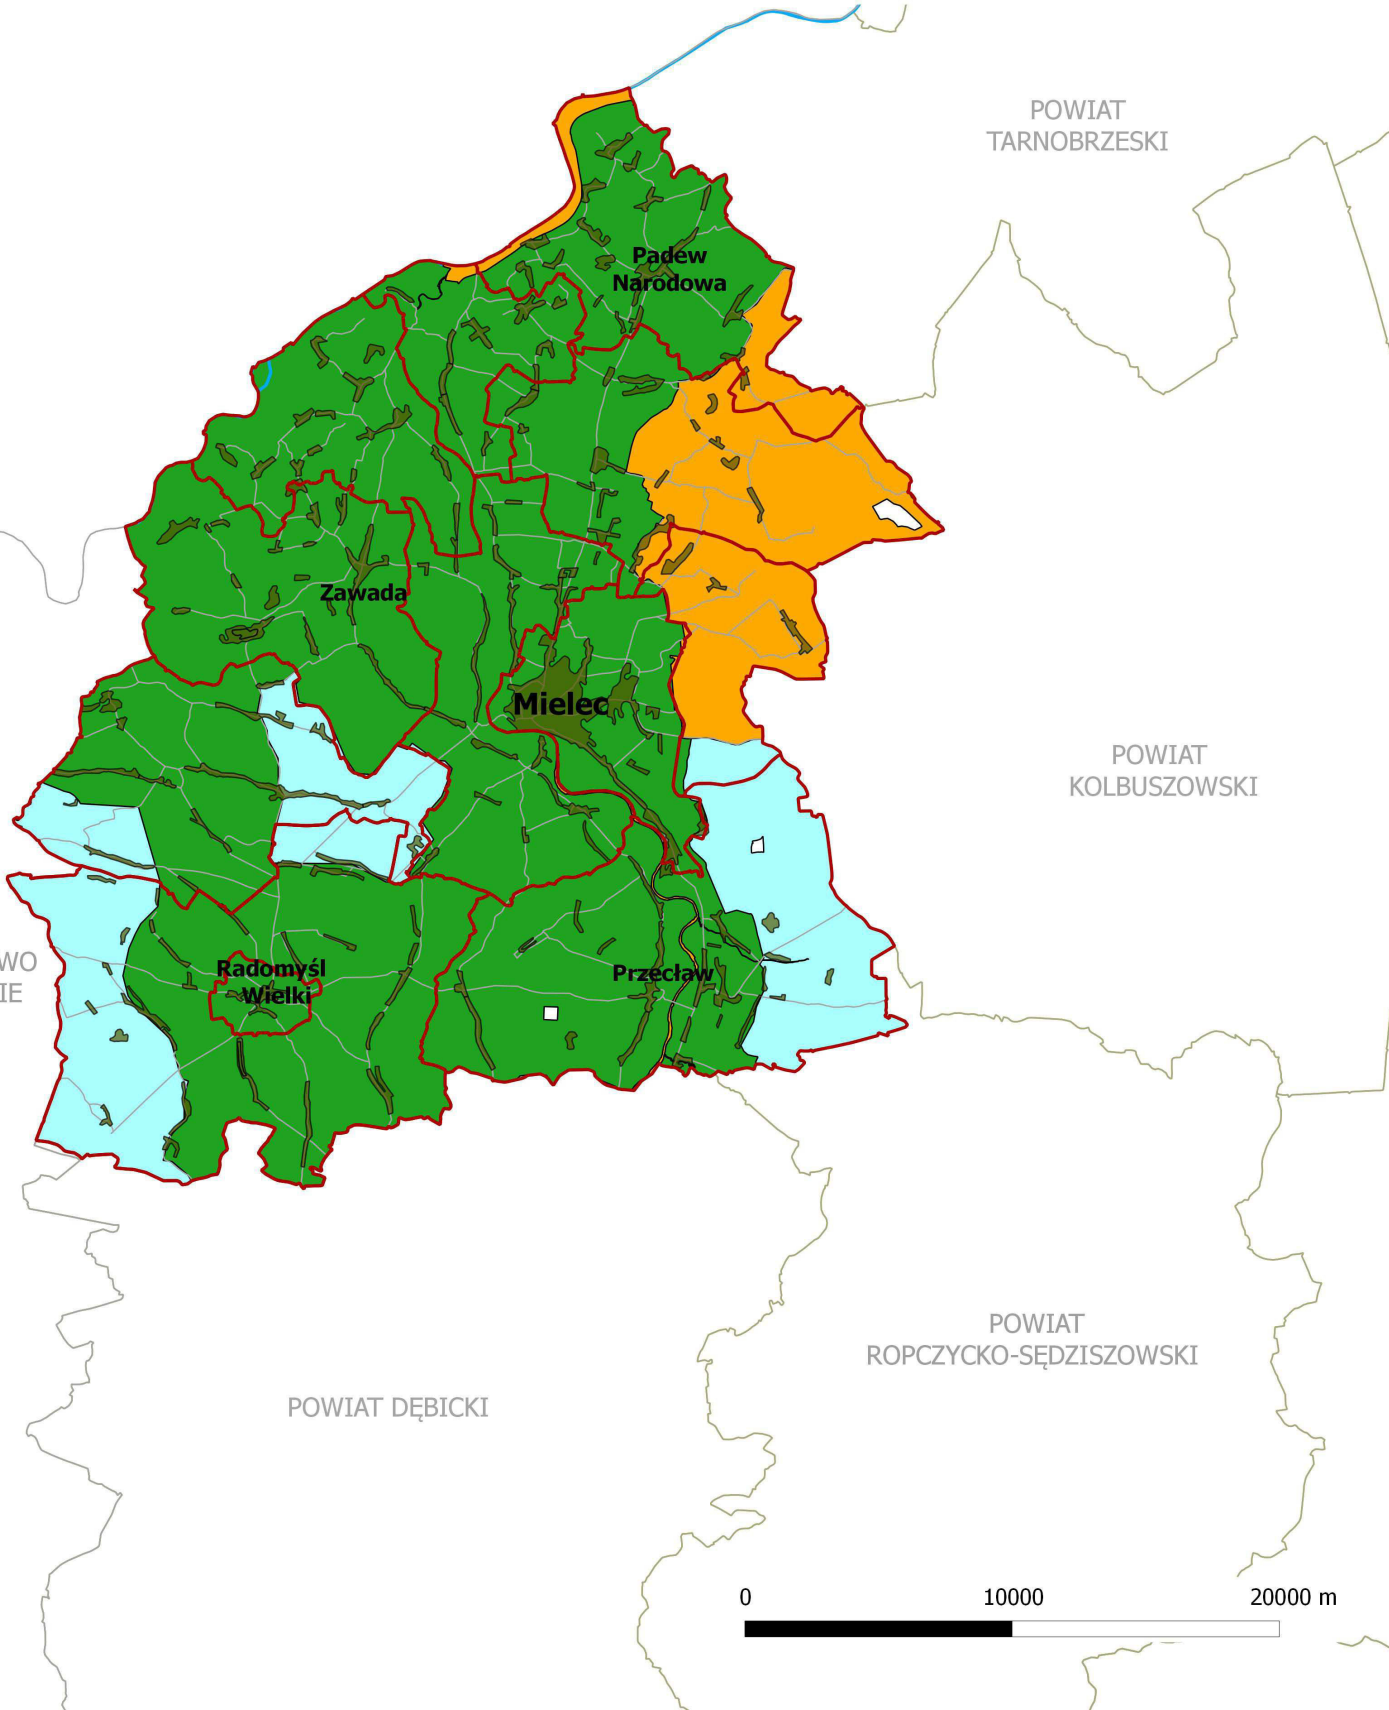 POWIAT
TARNOBRZESKI
Padew
Narodowa
Zawada
Mielec
POWIAT
KOLBUSZOWSKI
WO
IE
Radomyśl
Wielki
Przecław
POWIAT
ROPCZYCKO-SĘDZISZOWSKI
POWIAT DĘBICKI
0 10000 20000 m